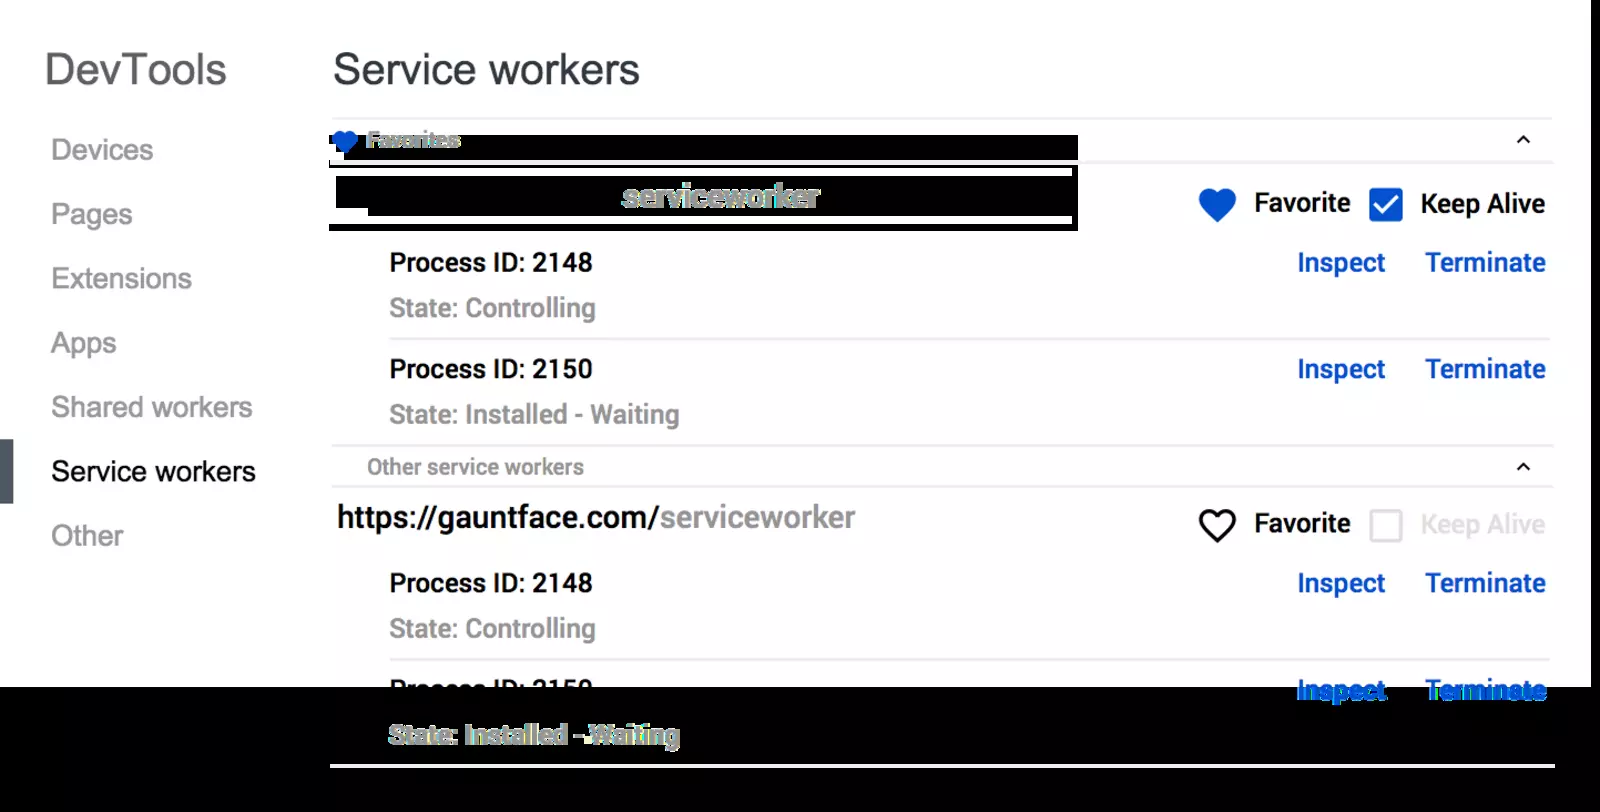 DevTools
Devices
Pages
Extensions
Apps
Shared workers
Service workers
Other
Service workers
Favorites
serviceworker
Favorite Keep Alive
Process ID: 2148 Inspect Terminate
State: Controlling
Process ID: 2150 Inspect Terminate
State: Installed - Waiting
Other service workers
https://gauntface.com/serviceworker Favorite Keep Alive
Process ID: 2148 Inspect Terminate
State: Controlling
Process ID: 2150 Inspect Terminate
State: Installed - Waiting